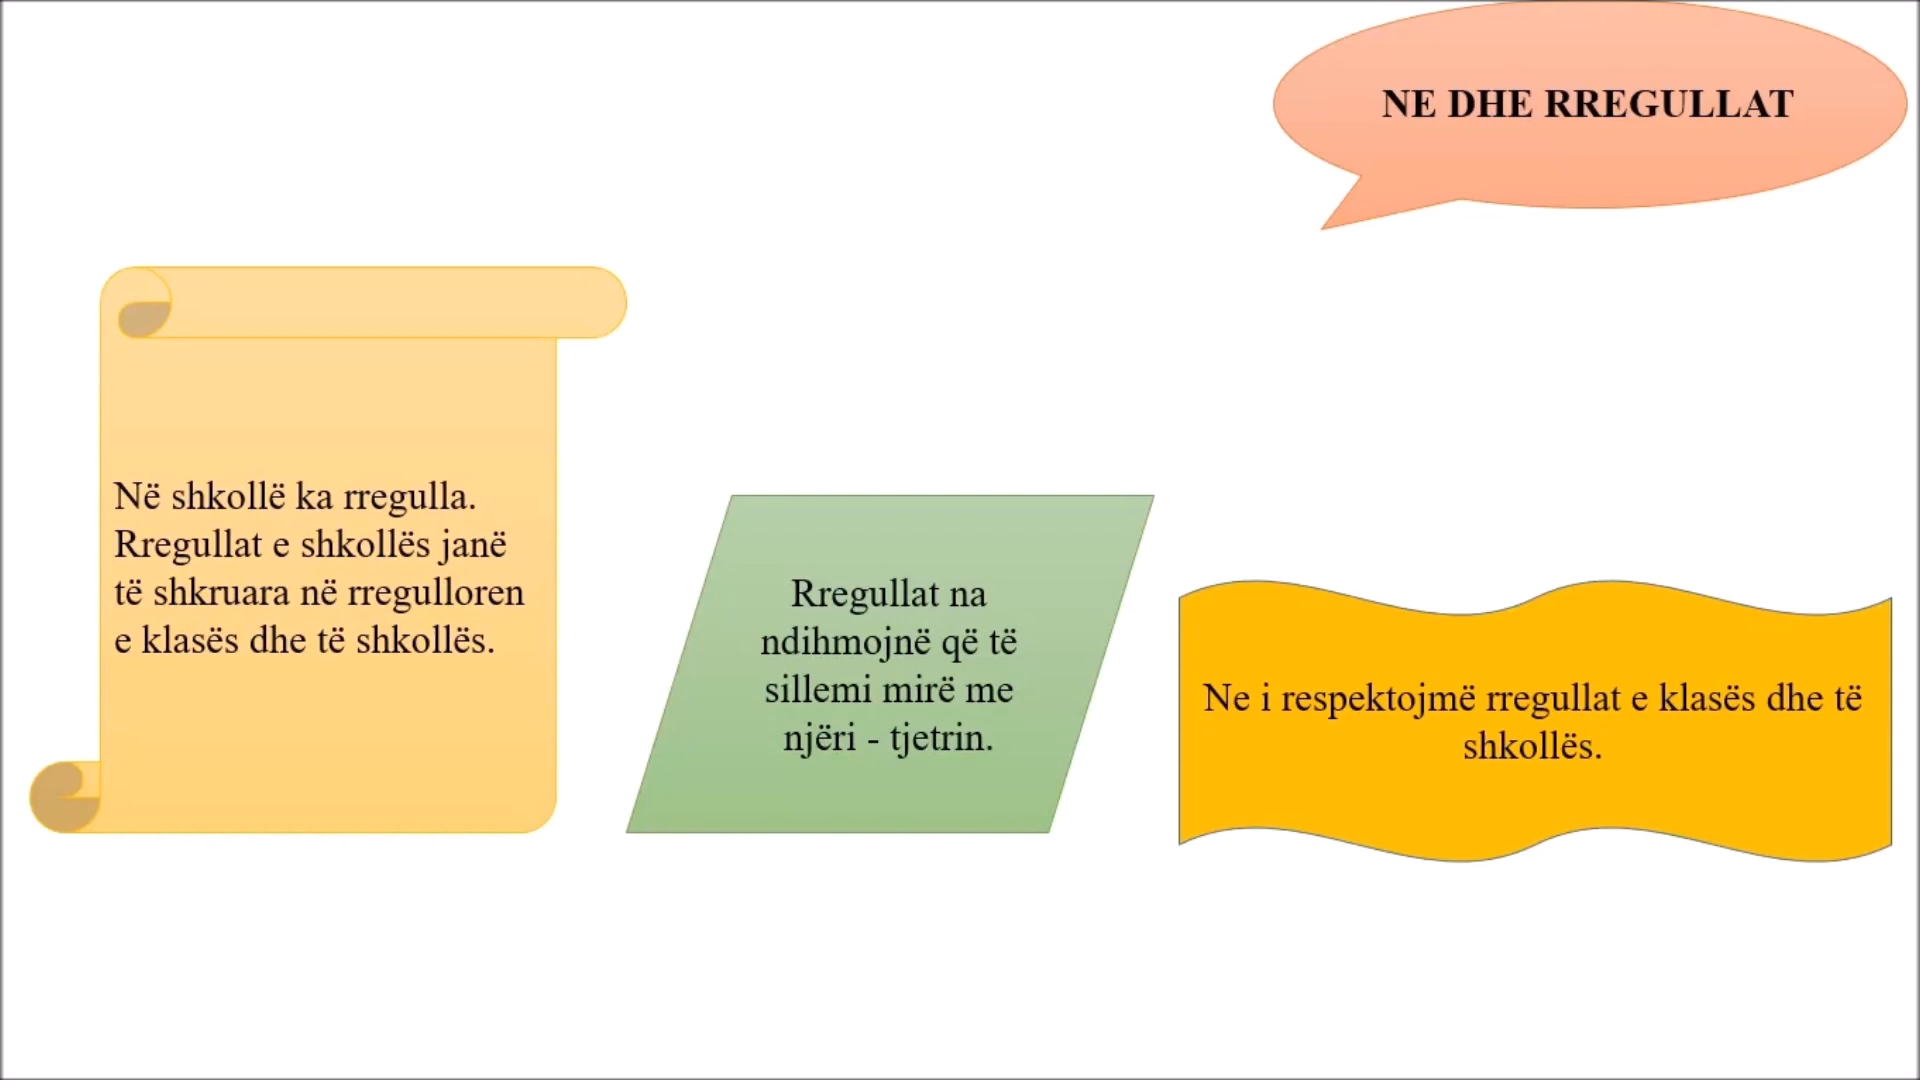 NE DHE RREGULLAT
Në shkollë ka rregulla.
Rregullat e shkollës janë
të shkruara në rregulloren
e klasës dhe të shkollës.
Rregullat na
ndihmojnë që të
sillemi mirë me
njëri - tjetrin.
Ne i respektojmë rregullat e klasës dhe të
shkollës.